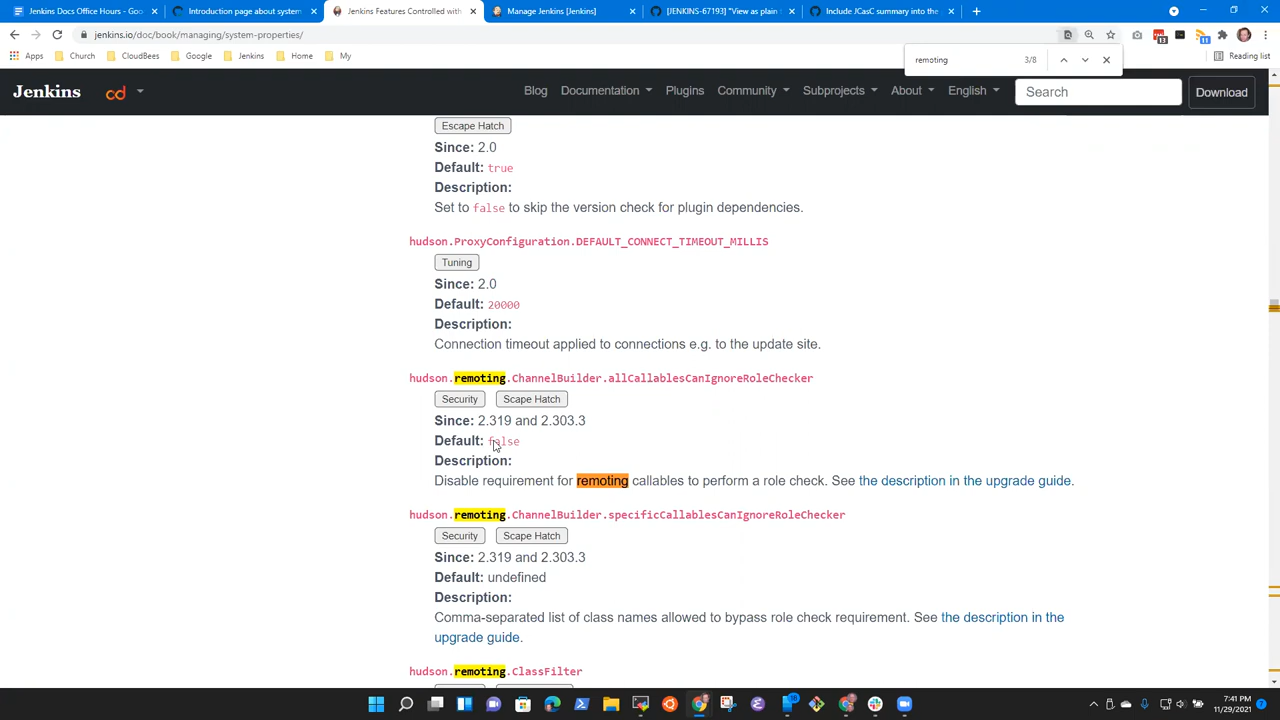 Jenkins Docs Office Hours - Goo
Introduction page about system
Jenkins Features Controlled with
Manage Jenkins [Jenkins]
[JENKINS-67193] "View as plain
Include JCasC summary into the
jenkins.io/doc/book/managing/system-properties/
Apps
Church
CloudBees
Google
Jenkins
Home
My
Reading list
remoting
3/8
Jenkins
cd
Blog
Documentation
Plugins
Community
Subprojects
About
English
Search
Download
Escape Hatch
Since: 2.0
Default: true
Description:
Set to false to skip the version check for plugin dependencies.
hudson.ProxyConfiguration.DEFAULT_CONNECT_TIMEOUT_MILLIS
Tuning
Since: 2.0
Default: 20000
Description:
Connection timeout applied to connections e.g. to the update site.
hudson.remoting.ChannelBuilder.allCallablesCanIgnoreRoleChecker
Security
Scape Hatch
Since: 2.319 and 2.303.3
Default: false
Description:
Disable requirement for remoting callables to perform a role check. See the description in the upgrade guide.
hudson.remoting.ChannelBuilder.specificCallablesCanIgnoreRoleChecker
Security
Scape Hatch
Since: 2.319 and 2.303.3
Default: undefined
Description:
Comma-separated list of class names allowed to bypass role check requirement. See the description in the
upgrade guide.
hudson.remoting.ClassFilter
7:41 PM
11/29/2021